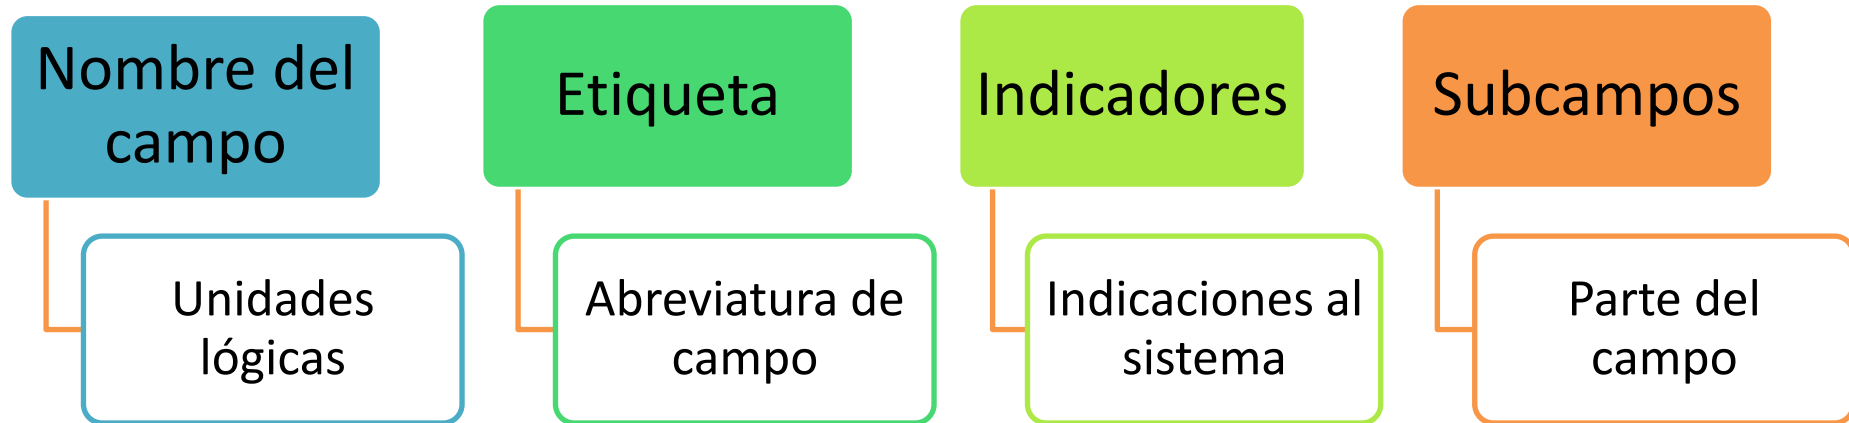 Nombre del
campo
Unidades
lógicas
Etiqueta
Abreviatura de
campo
Indicadores
Indicaciones al
sistema
Subcampos
Parte del
campo